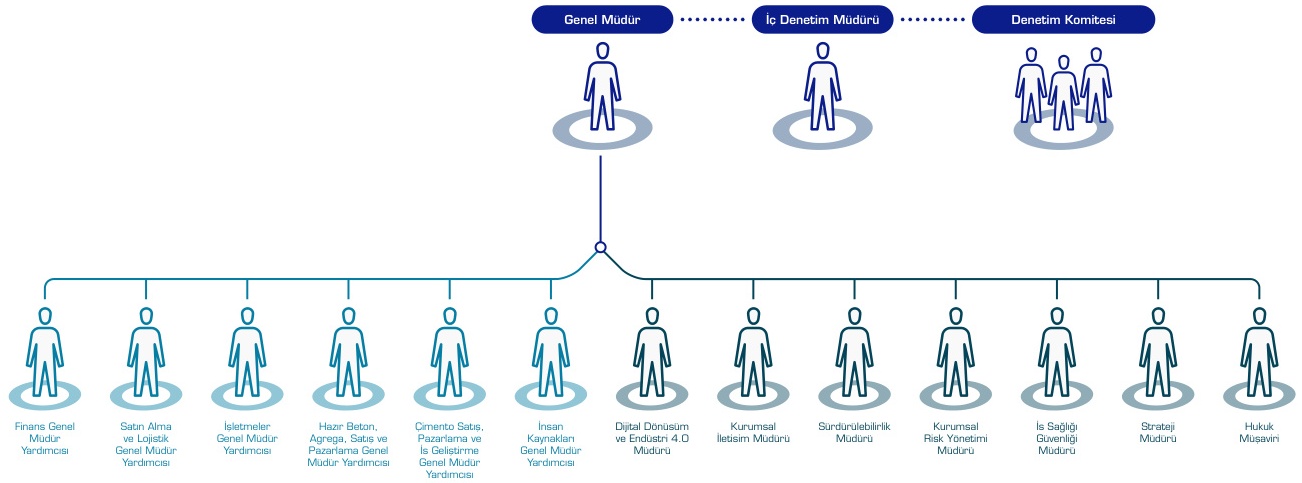 Genel Müdür
İç Denetim Müdürü
Denetim Komitesi
Finans Genel
Müdür
Yardımcısı
Satın Alma
ve Lojistik
Genel Müdür
Yardımcısı
İşletmeler
Genel Müdür
Yardımcısı
Hazır Beton,
Agrega, Satış ve
Pazarlama Genel
Müdür Yardımcısı
Çimento Satış,
Pazarlama ve
İs Geliştirme
Genel Müdür
Yardımcısı
İnsan
Kaynakları
Genel Müdür
Yardımcısı
Dijital Dönüşüm
ve Endüstri 4.0
Müdürü
Kurumsal
İletisim Müdürü
Sürdürülebilirlik
Müdürü
Kurumsal
Risk Yönetimi
Müdürü
İs Sağlığı
Güvenliği
Müdürü
Strateji
Müdürü
Hukuk
Müşaviri